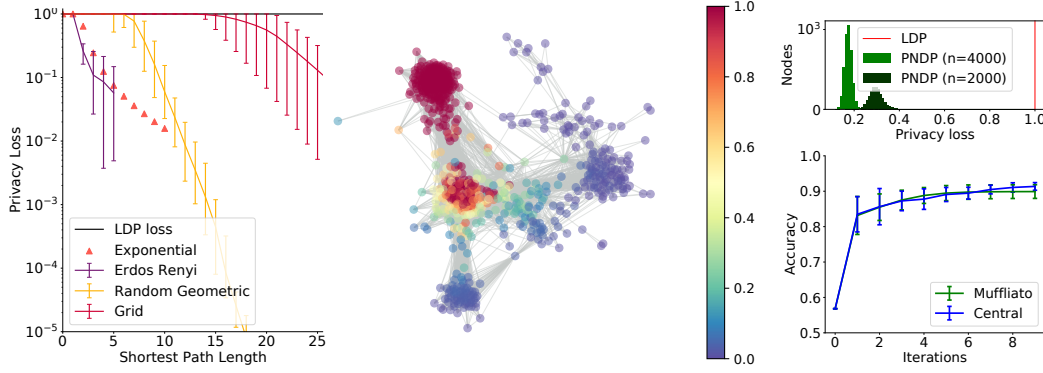 10^0
10^-1
10^-2
10^-3
10^-4
10^-5
Privacy Loss
LDP loss
Exponential
Erdos Renyi
Random Geometric
Grid
0 5 10 15 20 25
Shortest Path Length
1.0
0.8
0.6
0.4
0.2
0.0
10^3
0
Nodes
LDP
PNDP (n=4000)
PNDP (n=2000)
0.2 0.4 0.6 0.8 1.0
Privacy loss
1.0
0.9
0.8
0.7
0.6
0.5
Accuracy
Muffliato
Central
0 2 4 6 8
Iterations